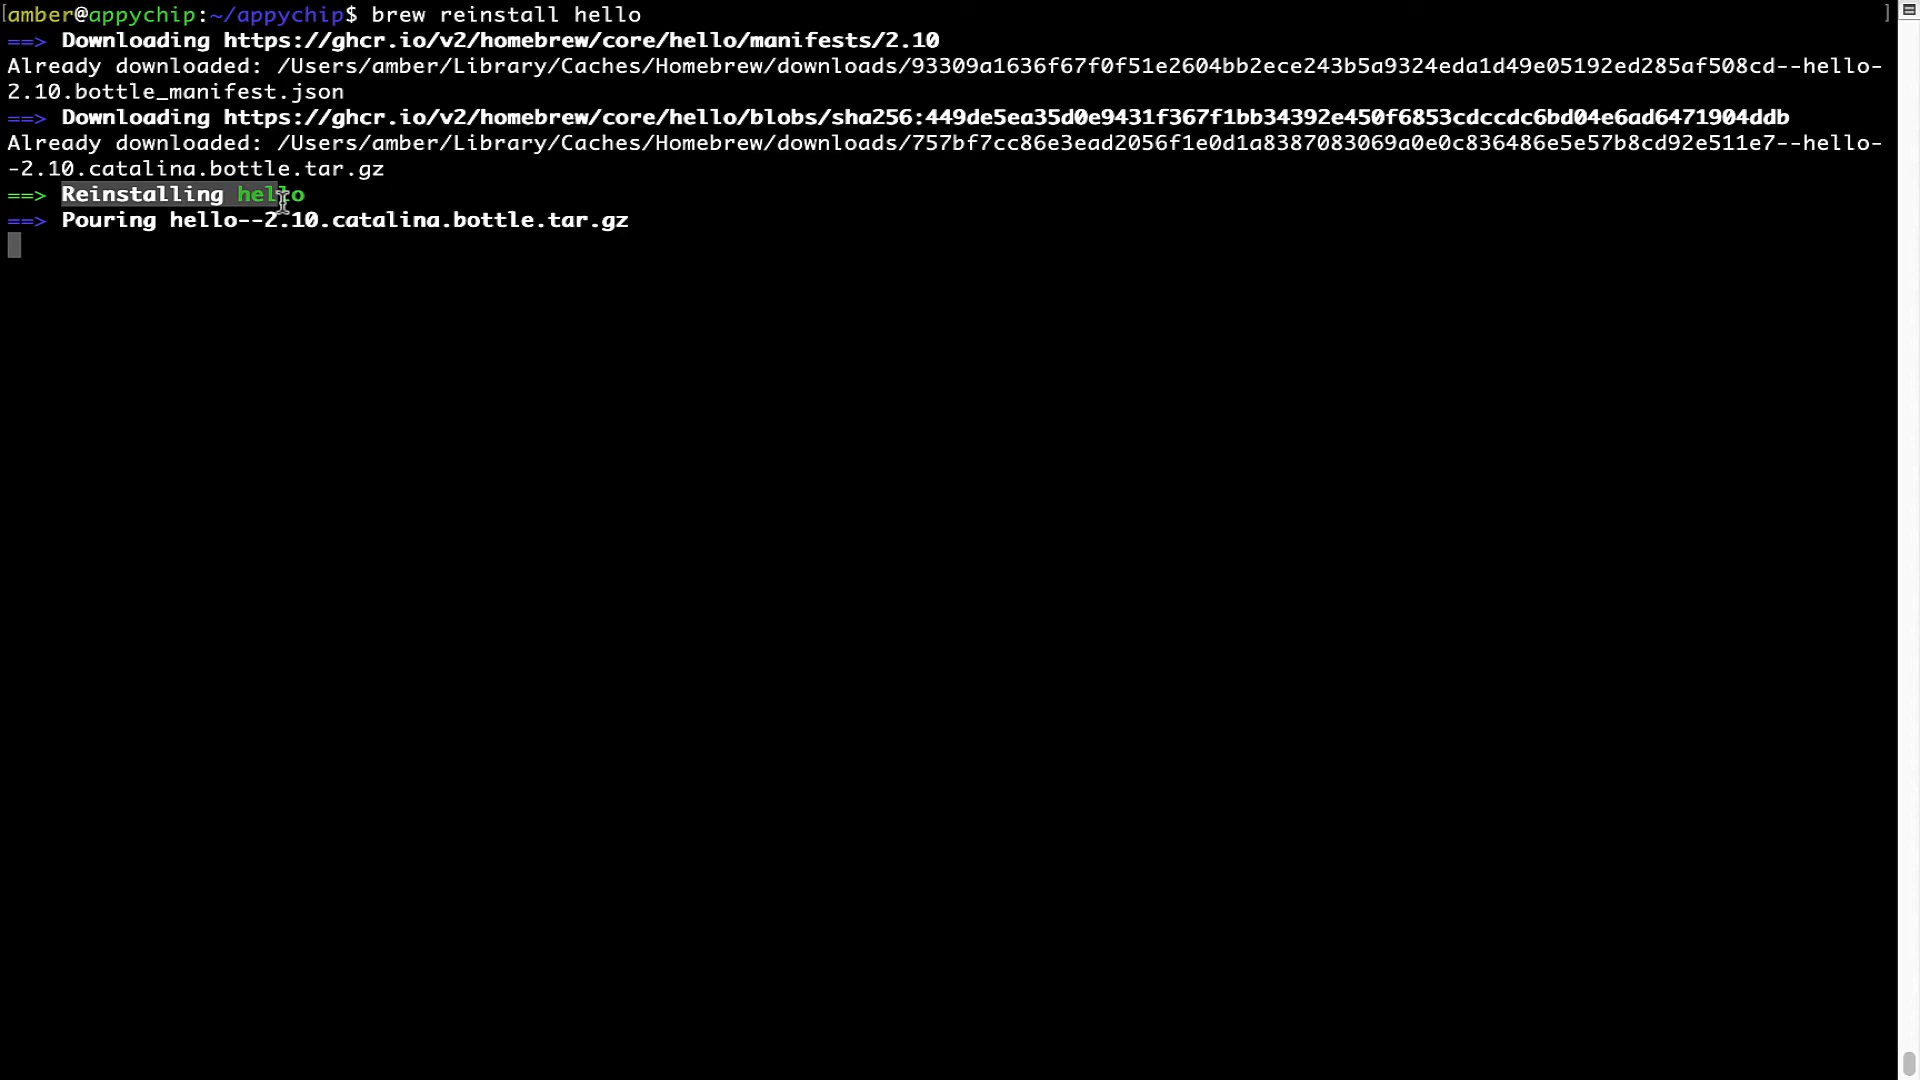 [amber@appychip:~/appychip$ brew reinstall hello ]
==> Downloading https://ghcr.io/v2/homebrew/core/hello/manifests/2.10
Already downloaded: /Users/amber/Library/Caches/Homebrew/downloads/93309a1636f67f0f51e2604bb2ece243b5a9324eda1d49e05192ed285af508cd--hello-
2.10.bottle_manifest.json
==> Downloading https://ghcr.io/v2/homebrew/core/hello/blobs/sha256:449de5ea35d0e9431f367f1bb34392e450f6853cdccdc6bd04e6ad6471904ddb
Already downloaded: /Users/amber/Library/Caches/Homebrew/downloads/757bf7cc86e3ead2056f1e0d1a8387083069a0e0c836486e5e57b8cd92e511e7--hello-
-2.10.catalina.bottle.tar.gz
==> Reinstalling hello
==> Pouring hello--2.10.catalina.bottle.tar.gz